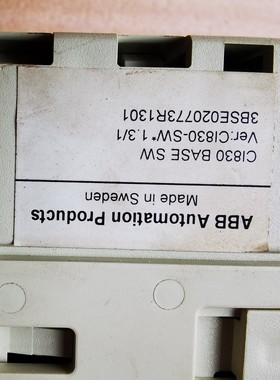 ABB Automation Products
Made in Sweden
CI830 BASE SW
Ver:CI830-SW* 1.3/1
3BSE020773R1301